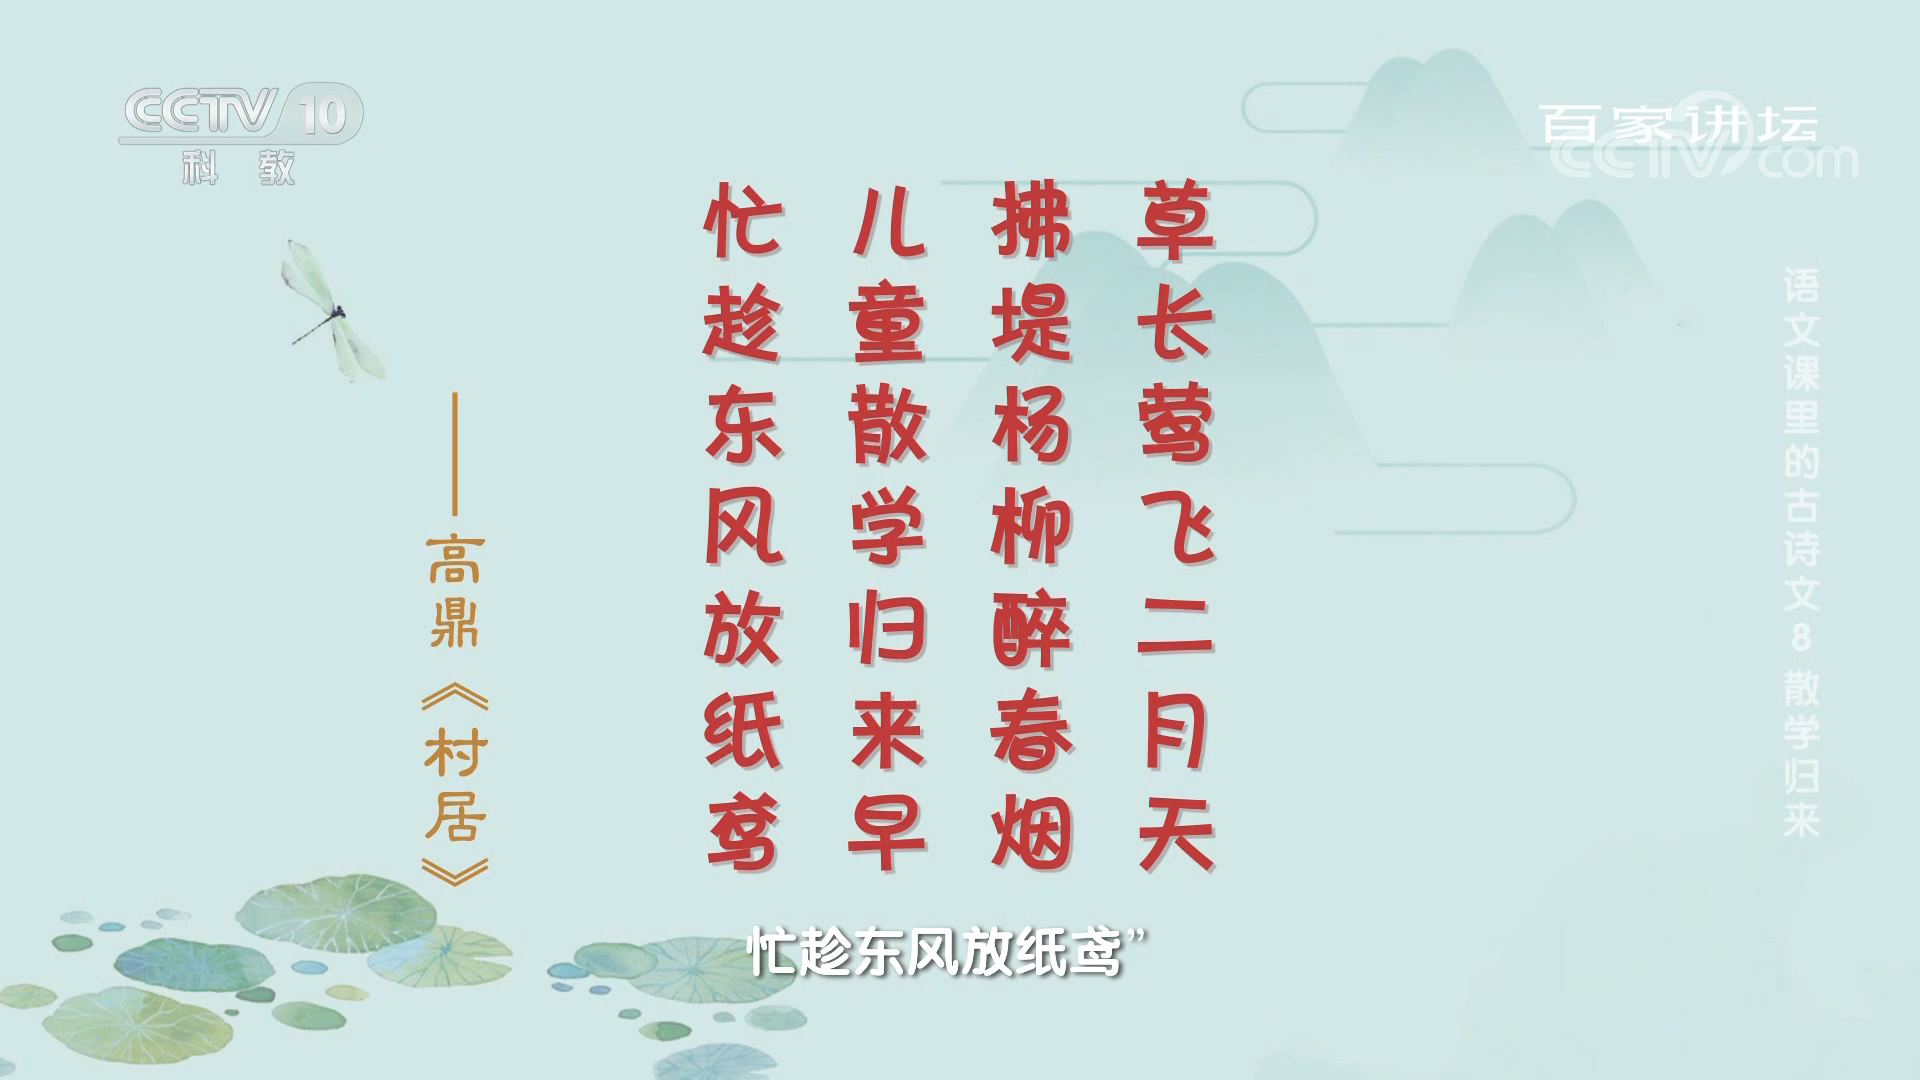 CCTV 10
科 教
百家讲坛
CCTV.com
草长莺飞二月天
拂堤杨柳醉春烟
儿童散学归来早
忙趁东风放纸鸢
——高鼎《村居》
语文课里的古诗文8 散学归来
忙趁东风放纸鸢”